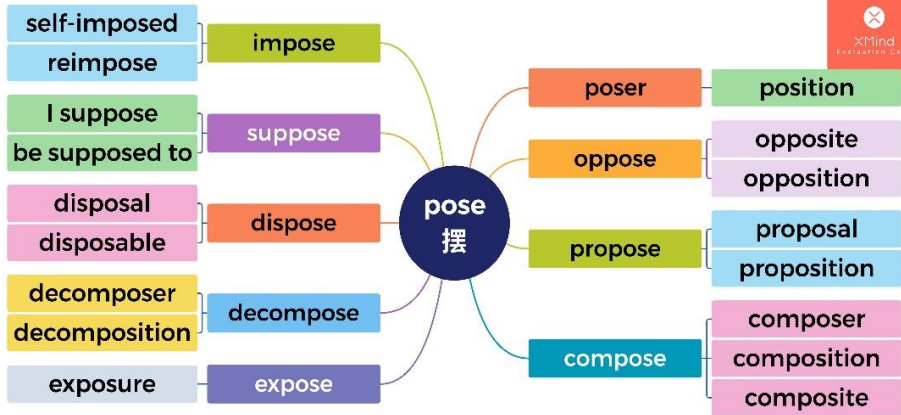 self-imposed
reimpose
impose
I suppose
be supposed to
suppose
disposal
disposable
dispose
decomposer
decomposition
decompose
exposure
expose
pose
摆
XMind
poser
position
oppose
opposite
opposition
propose
proposal
proposition
compose
composer
composition
composite